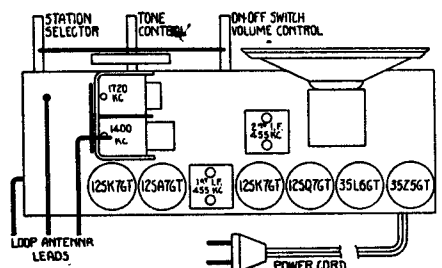 STATION
SELECTOR
TONE
CONTROL
ON-OFF SWITCH
VOLUME CONTROL
1720
KC
1400
KC
2ND I.F.
455 KC
1ST I.F.
455 KC
12SK7GT
12SA7GT
12SK7GT
12SQ7GT
35L6GT
35Z5GT
LOOP ANTENNA
LEADS
POWER CORD